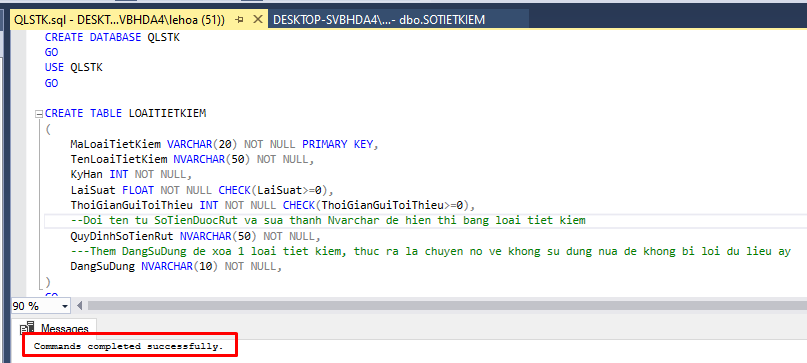 QLSTK.sql - DESKT...VBHDA4\lehoa (51)) DESKTOP-SVBHDA4\...- dbo.SOTIETKIEM
CREATE DATABASE QLSTK
GO
USE QLSTK
GO
CREATE TABLE LOAITIETKIEM
(
MaLoaiTietKiem VARCHAR(20) NOT NULL PRIMARY KEY,
TenLoaiTietKiem NVARCHAR(50) NOT NULL,
KyHan INT NOT NULL,
LaiSuat FLOAT NOT NULL CHECK(LaiSuat>=0),
ThoiGianGuiToiThieu INT NOT NULL CHECK(ThoiGianGuiToiThieu>=0),
--Doi ten tu SoTienDuocRut va sua thanh Nvarchar de hien thi bang loai tiet kiem
QuyDinhSoTienRut NVARCHAR(50) NOT NULL,
---Them DangSuDung de xoa 1 loai tiet kiem, thuc ra la chuyen no ve khong su dung nua de khong bi loi du lieu ay
DangSuDung NVARCHAR(10) NOT NULL,
)
GO
90 %
Messages
Commands completed successfully.